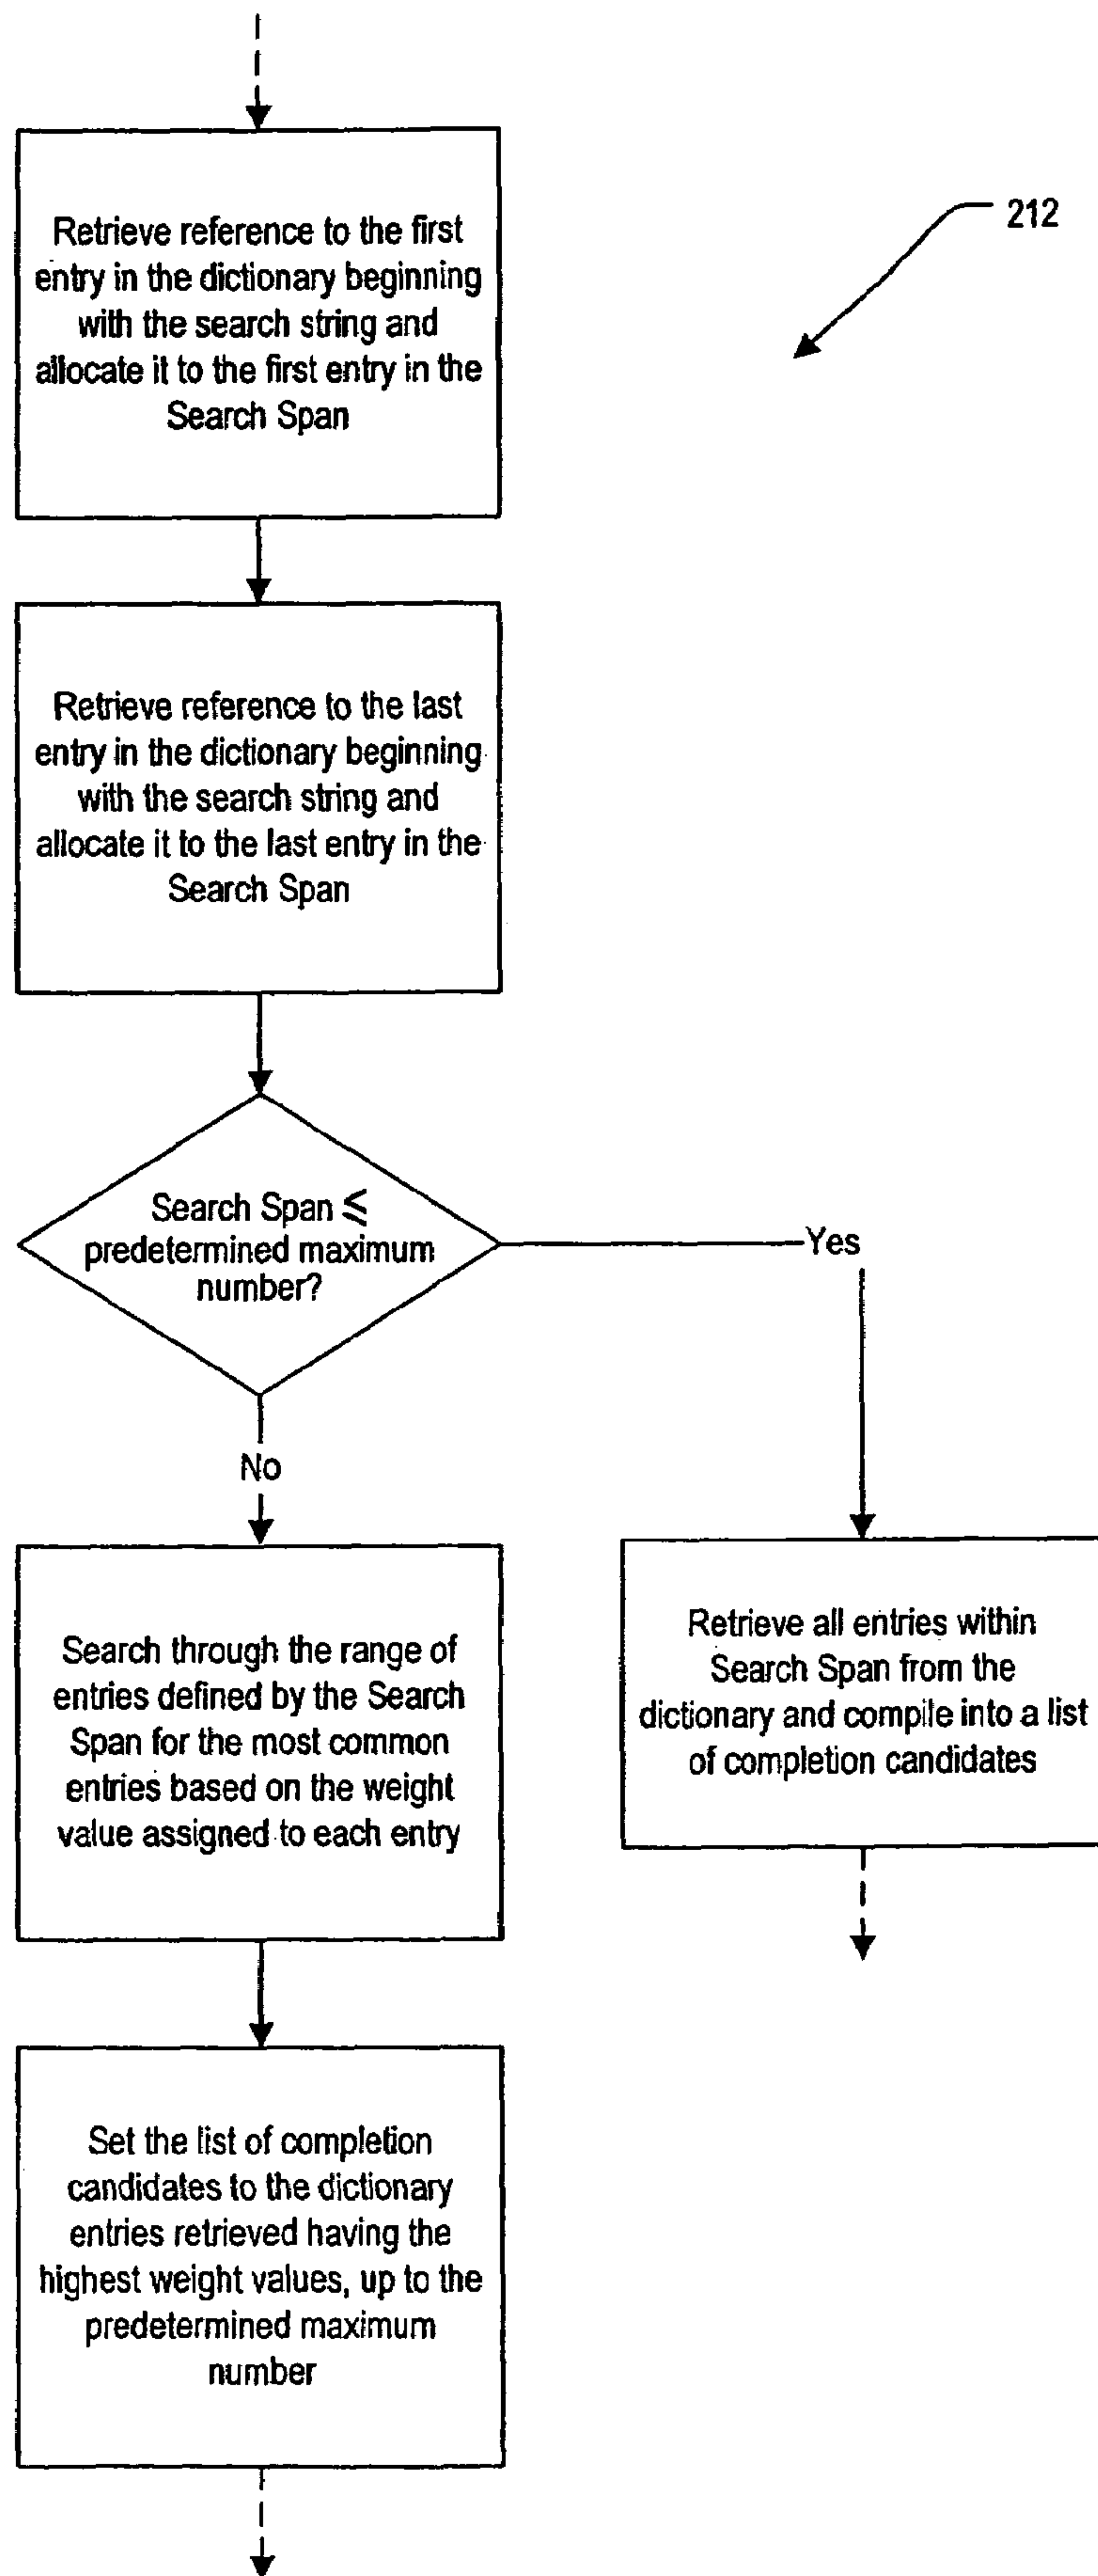 Retrieve reference to the first
entry in the dictionary beginning
with the search string and
allocate it to the first entry in the
Search Span
212
Retrieve reference to the last
entry in the dictionary beginning
with the search string and
allocate it to the last entry in the
Search Span
Search Span ⩽
predetermined maximum
number?
Yes
No
Search through the range of
entries defined by the Search
Span for the most common
entries based on the weight
value assigned to each entry
Retrieve all entries within
Search Span from the
dictionary and compile into a list
of completion candidates
Set the list of completion
candidates to the dictionary
entries retrieved having the
highest weight values, up to the
predetermined maximum
number